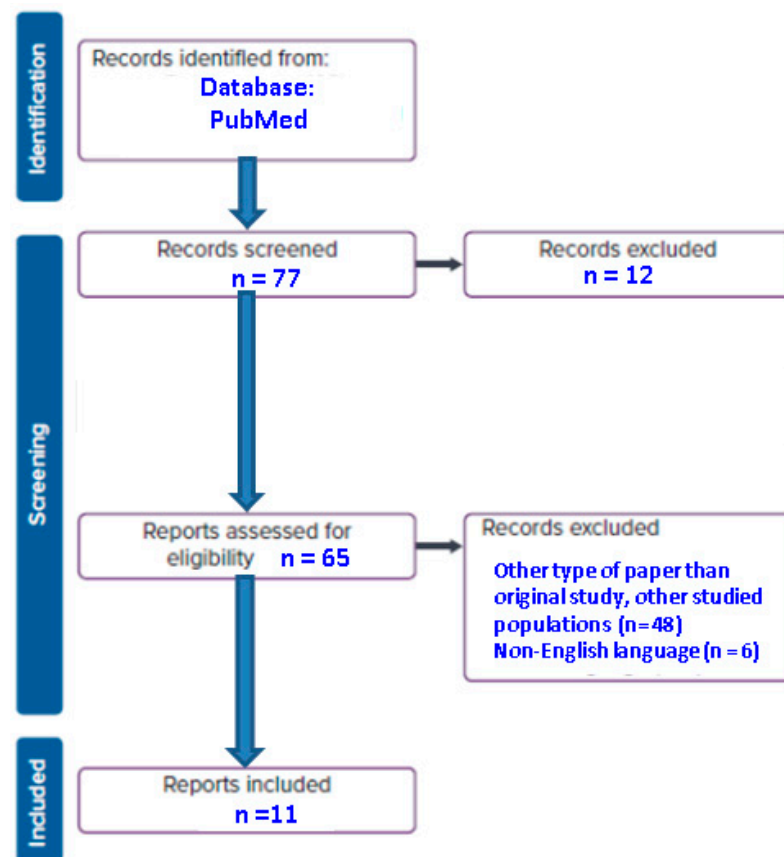 Identification
Records identified from:
Database:
PubMed
Screening
Records screened
n = 77
Records excluded
n = 12
Reports assessed for
eligibility n = 65
Records excluded
Other type of paper than
original study, other studied
populations (n=48)
Non-English language (n = 6)
Included
Reports included
n =11